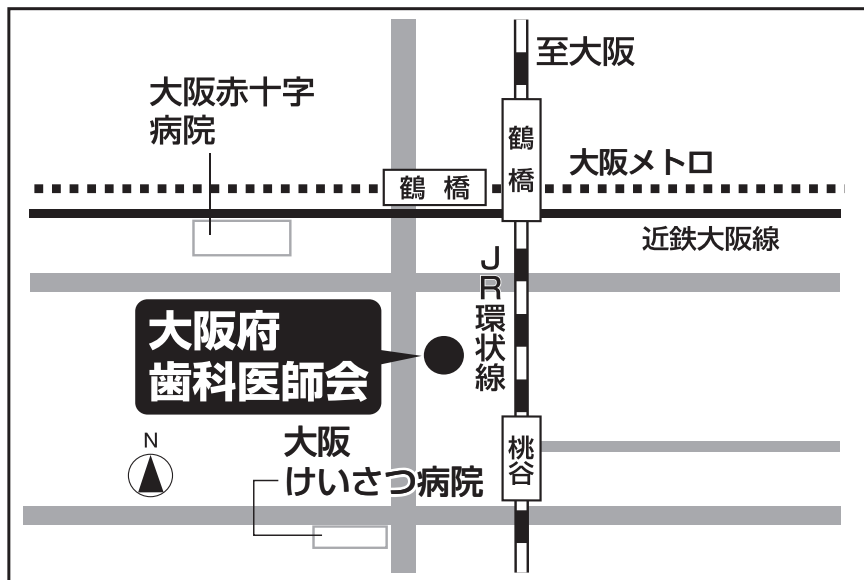 至大阪
大阪赤十字
病院
鶴橋
大阪メトロ
鶴橋
近鉄大阪線
JR環状線
大阪府
歯科医師会
N
大阪
けいさつ病院
桃谷